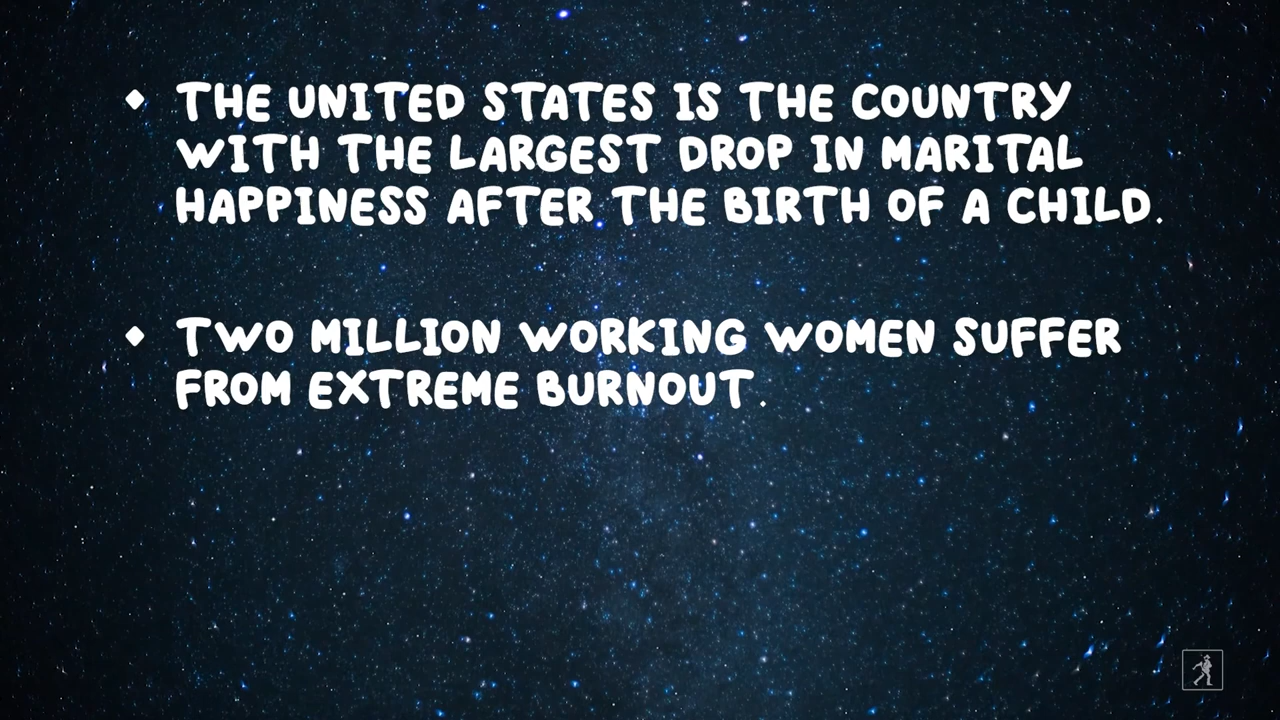 ◆ THE UNITED STATES IS THE COUNTRY
WITH THE LARGEST DROP IN MARITAL
HAPPINESS AFTER THE BIRTH OF A CHILD.
◆ TWO MILLION WORKING WOMEN SUFFER
FROM EXTREME BURNOUT.